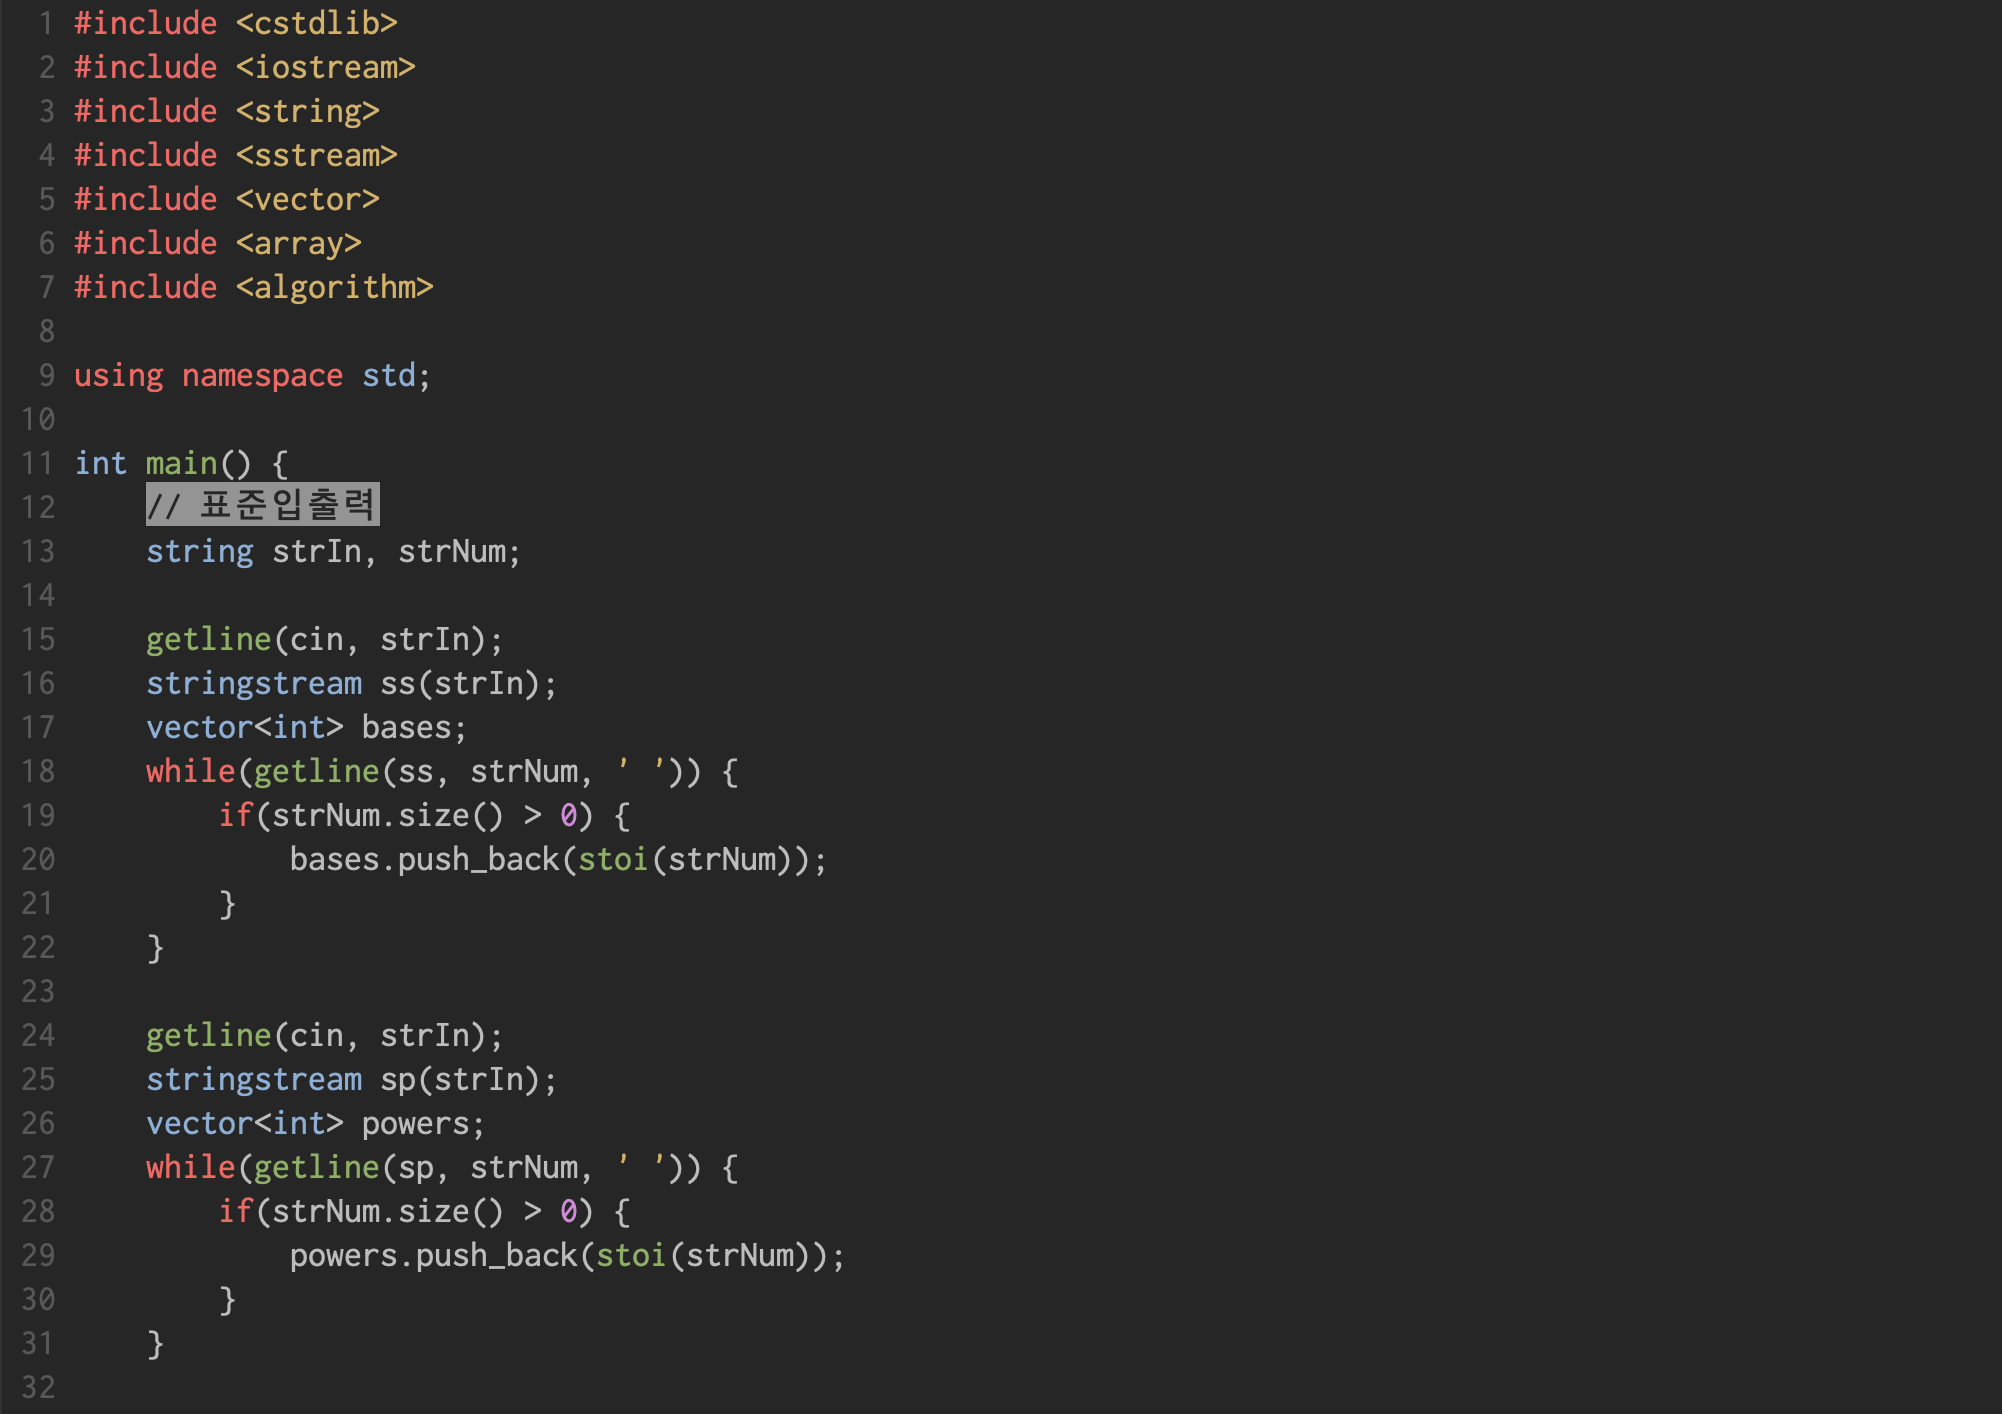 1 #include <cstdlib>
2 #include <iostream>
3 #include <string>
4 #include <sstream>
5 #include <vector>
6 #include <array>
7 #include <algorithm>
8
9 using namespace std;
10
11 int main() {
12     // 표준입출력
13     string strIn, strNum;
14
15     getline(cin, strIn);
16     stringstream ss(strIn);
17     vector<int> bases;
18     while(getline(ss, strNum, ' ')) {
19         if(strNum.size() > 0) {
20             bases.push_back(stoi(strNum));
21         }
22     }
23
24     getline(cin, strIn);
25     stringstream sp(strIn);
26     vector<int> powers;
27     while(getline(sp, strNum, ' ')) {
28         if(strNum.size() > 0) {
29             powers.push_back(stoi(strNum));
30         }
31     }
32